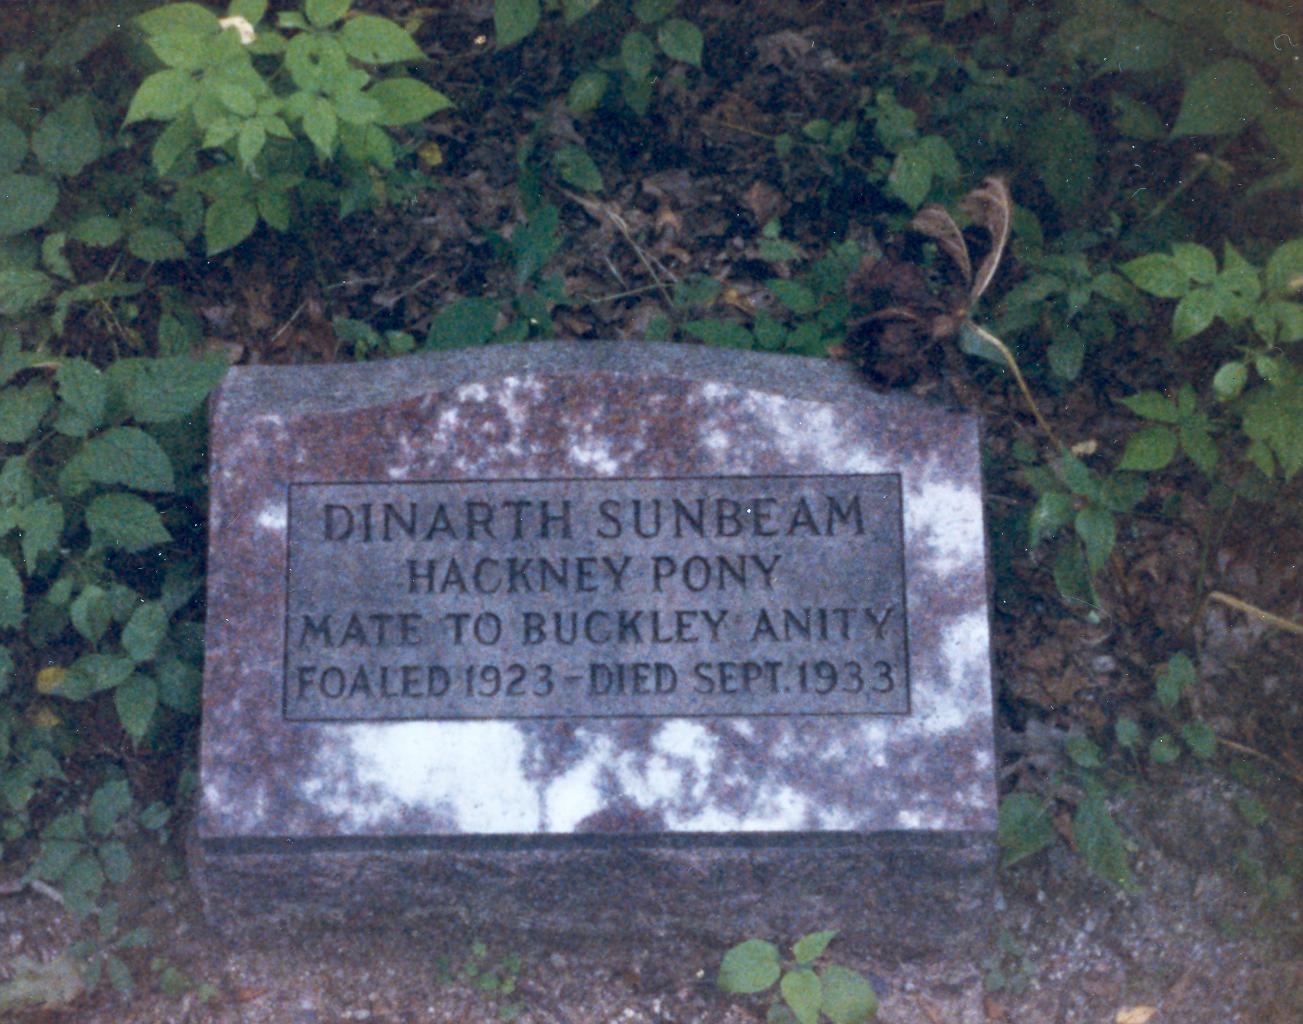 DINARTH SUNBEAM
HACKNEY PONY
MATE TO BUCKLEY ANITY
FOALED 1923 - DIED SEPT. 1933